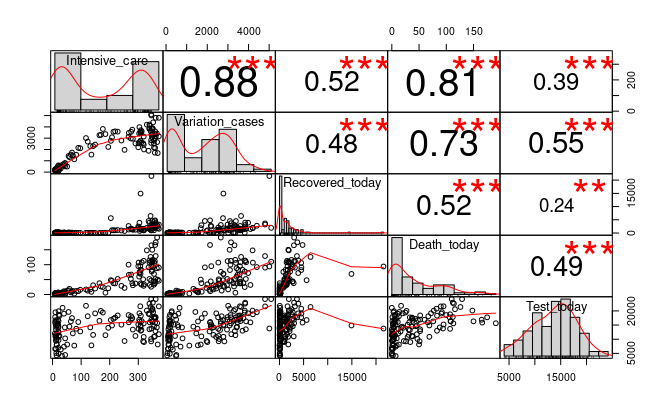 0 2000 4000
0 50 100 150
Intensive_care
0.88
***
0.52
***
0.81
***
0.39
***
0 200
0 3000
Variation_cases
0.48
***
0.73
***
0.55
***
Recovered_today
0.52
***
0.24
**
0 15000
0 100
Death_today
0.49
***
Test_today
5000 20000
0 100 200 300
0 5000 15000
5000 15000